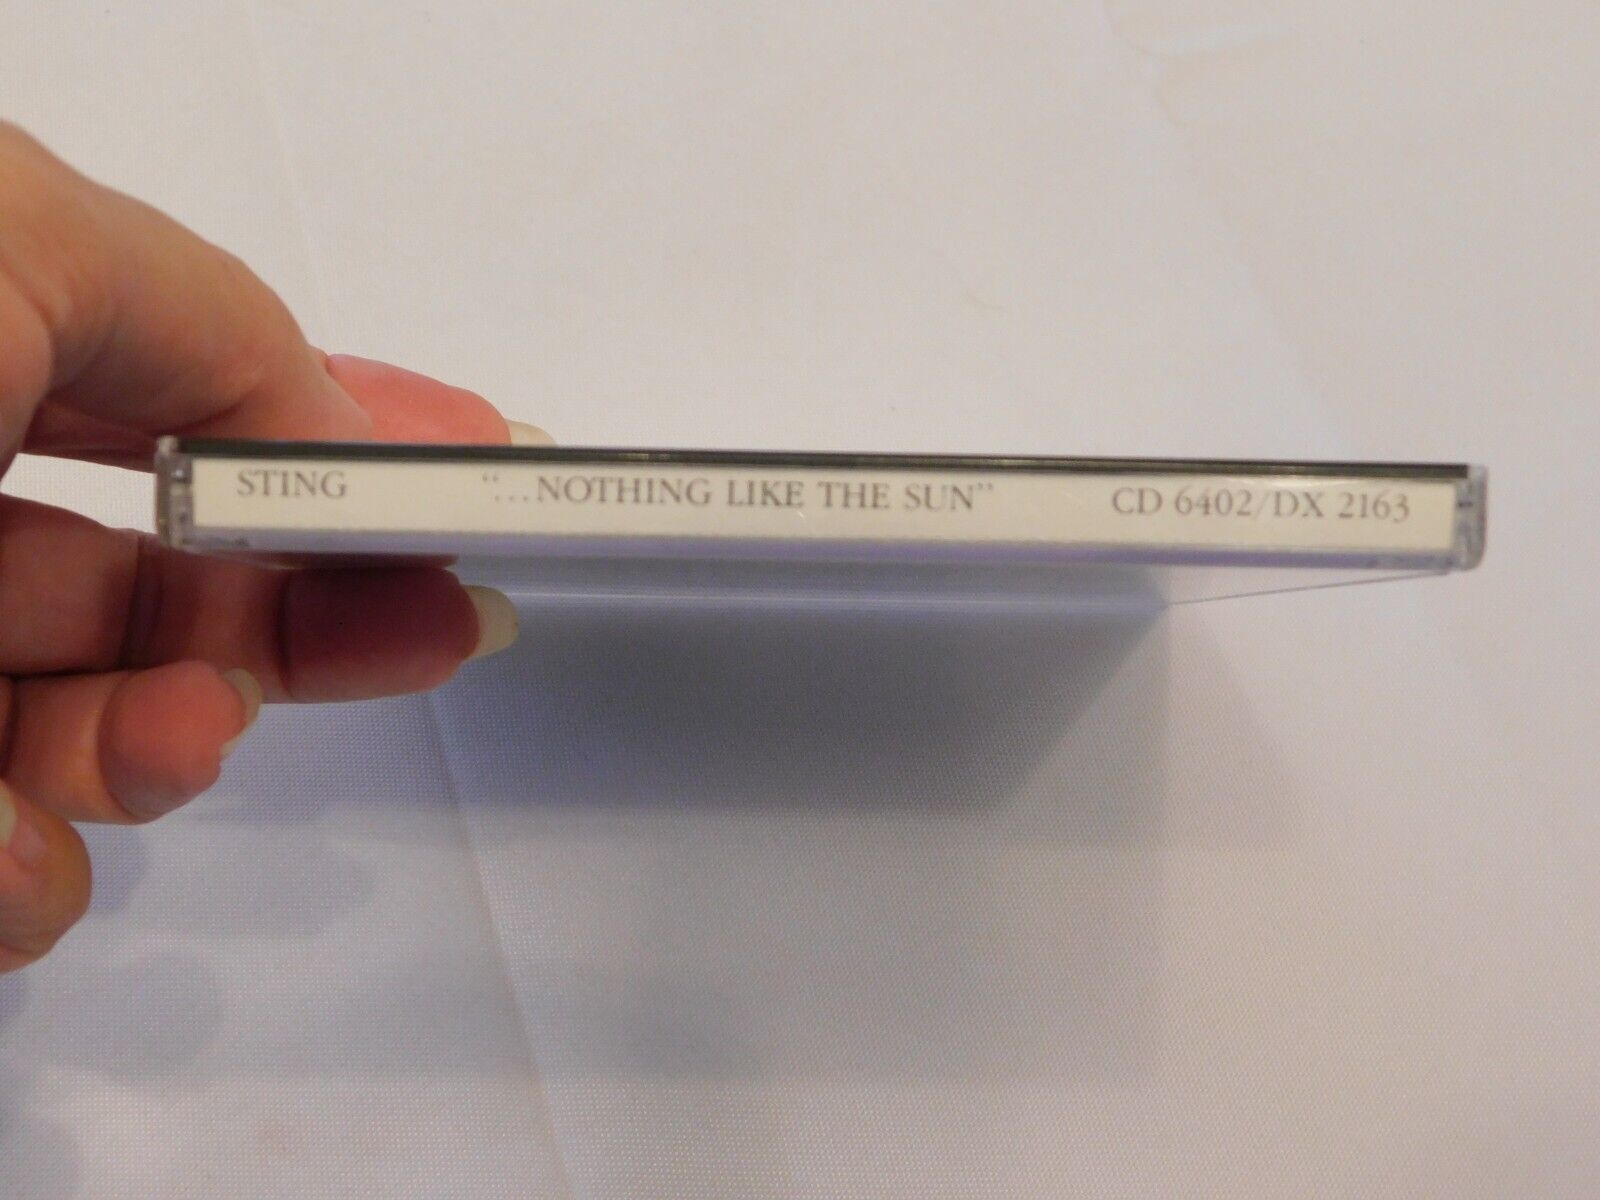 STING “...NOTHING LIKE THE SUN” CD 6402/DX 2163